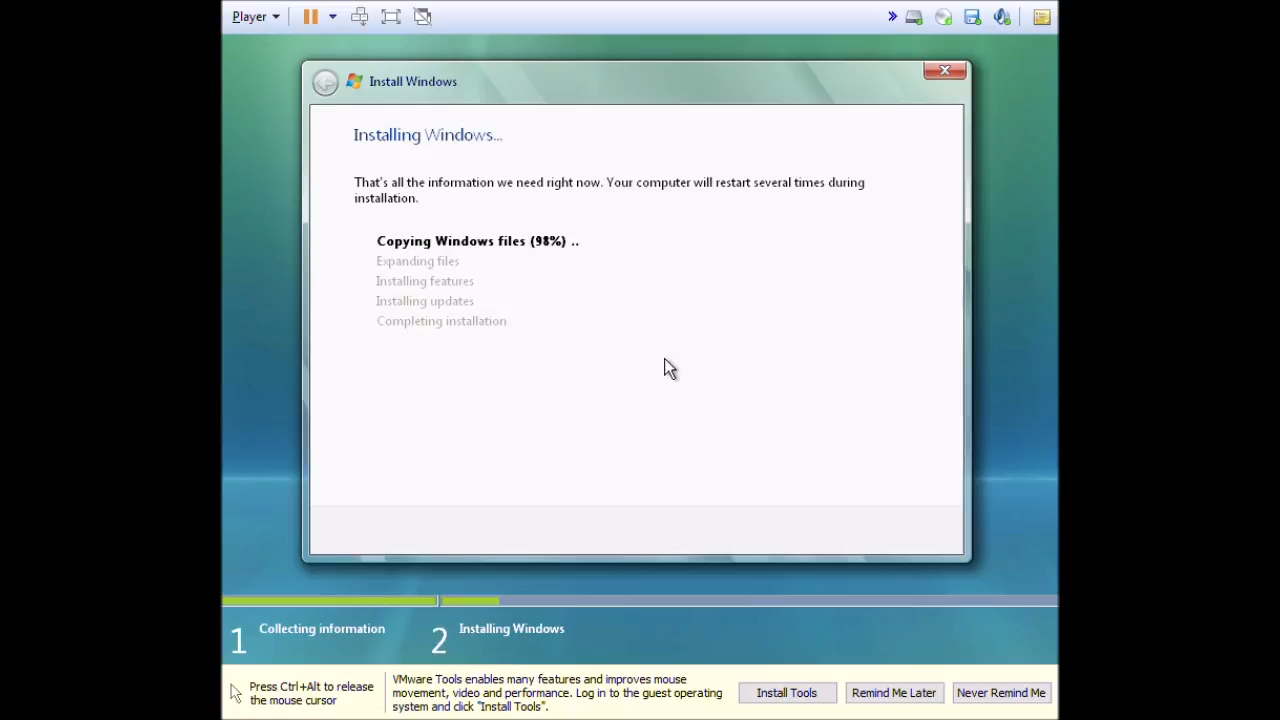 Player
Install Windows
Installing Windows...
That's all the information we need right now. Your computer will restart several times during
installation.
Copying Windows files (98%) ..
Expanding files
Installing features
Installing updates
Completing installation
1 Collecting information
2 Installing Windows
Press Ctrl+Alt to release
the mouse cursor
VMware Tools enables many features and improves mouse
movement, video and performance. Log in to the guest operating
system and click "Install Tools".
Install Tools
Remind Me Later
Never Remind Me